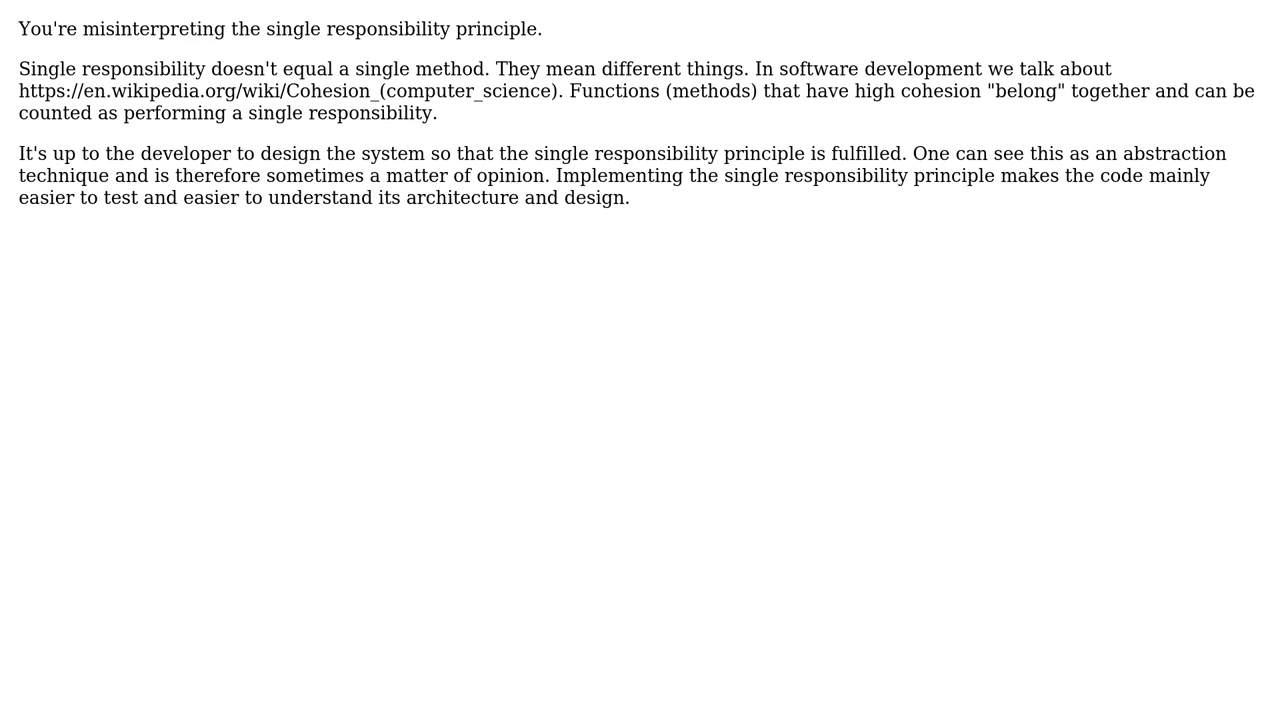 You're misinterpreting the single responsibility principle.
Single responsibility doesn't equal a single method. They mean different things. In software development we talk about
https://en.wikipedia.org/wiki/Cohesion_(computer_science). Functions (methods) that have high cohesion "belong" together and can be
counted as performing a single responsibility.
It's up to the developer to design the system so that the single responsibility principle is fulfilled. One can see this as an abstraction
technique and is therefore sometimes a matter of opinion. Implementing the single responsibility principle makes the code mainly
easier to test and easier to understand its architecture and design.